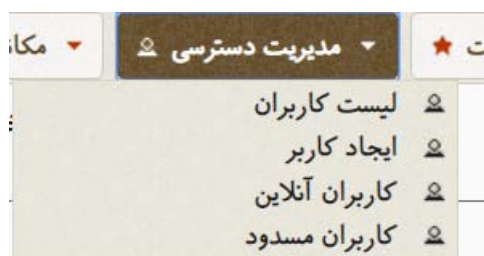 مدیریت دسترسی
لیست کاربران
ایجاد کاربر
کاربران آنلاین
کاربران مسدود